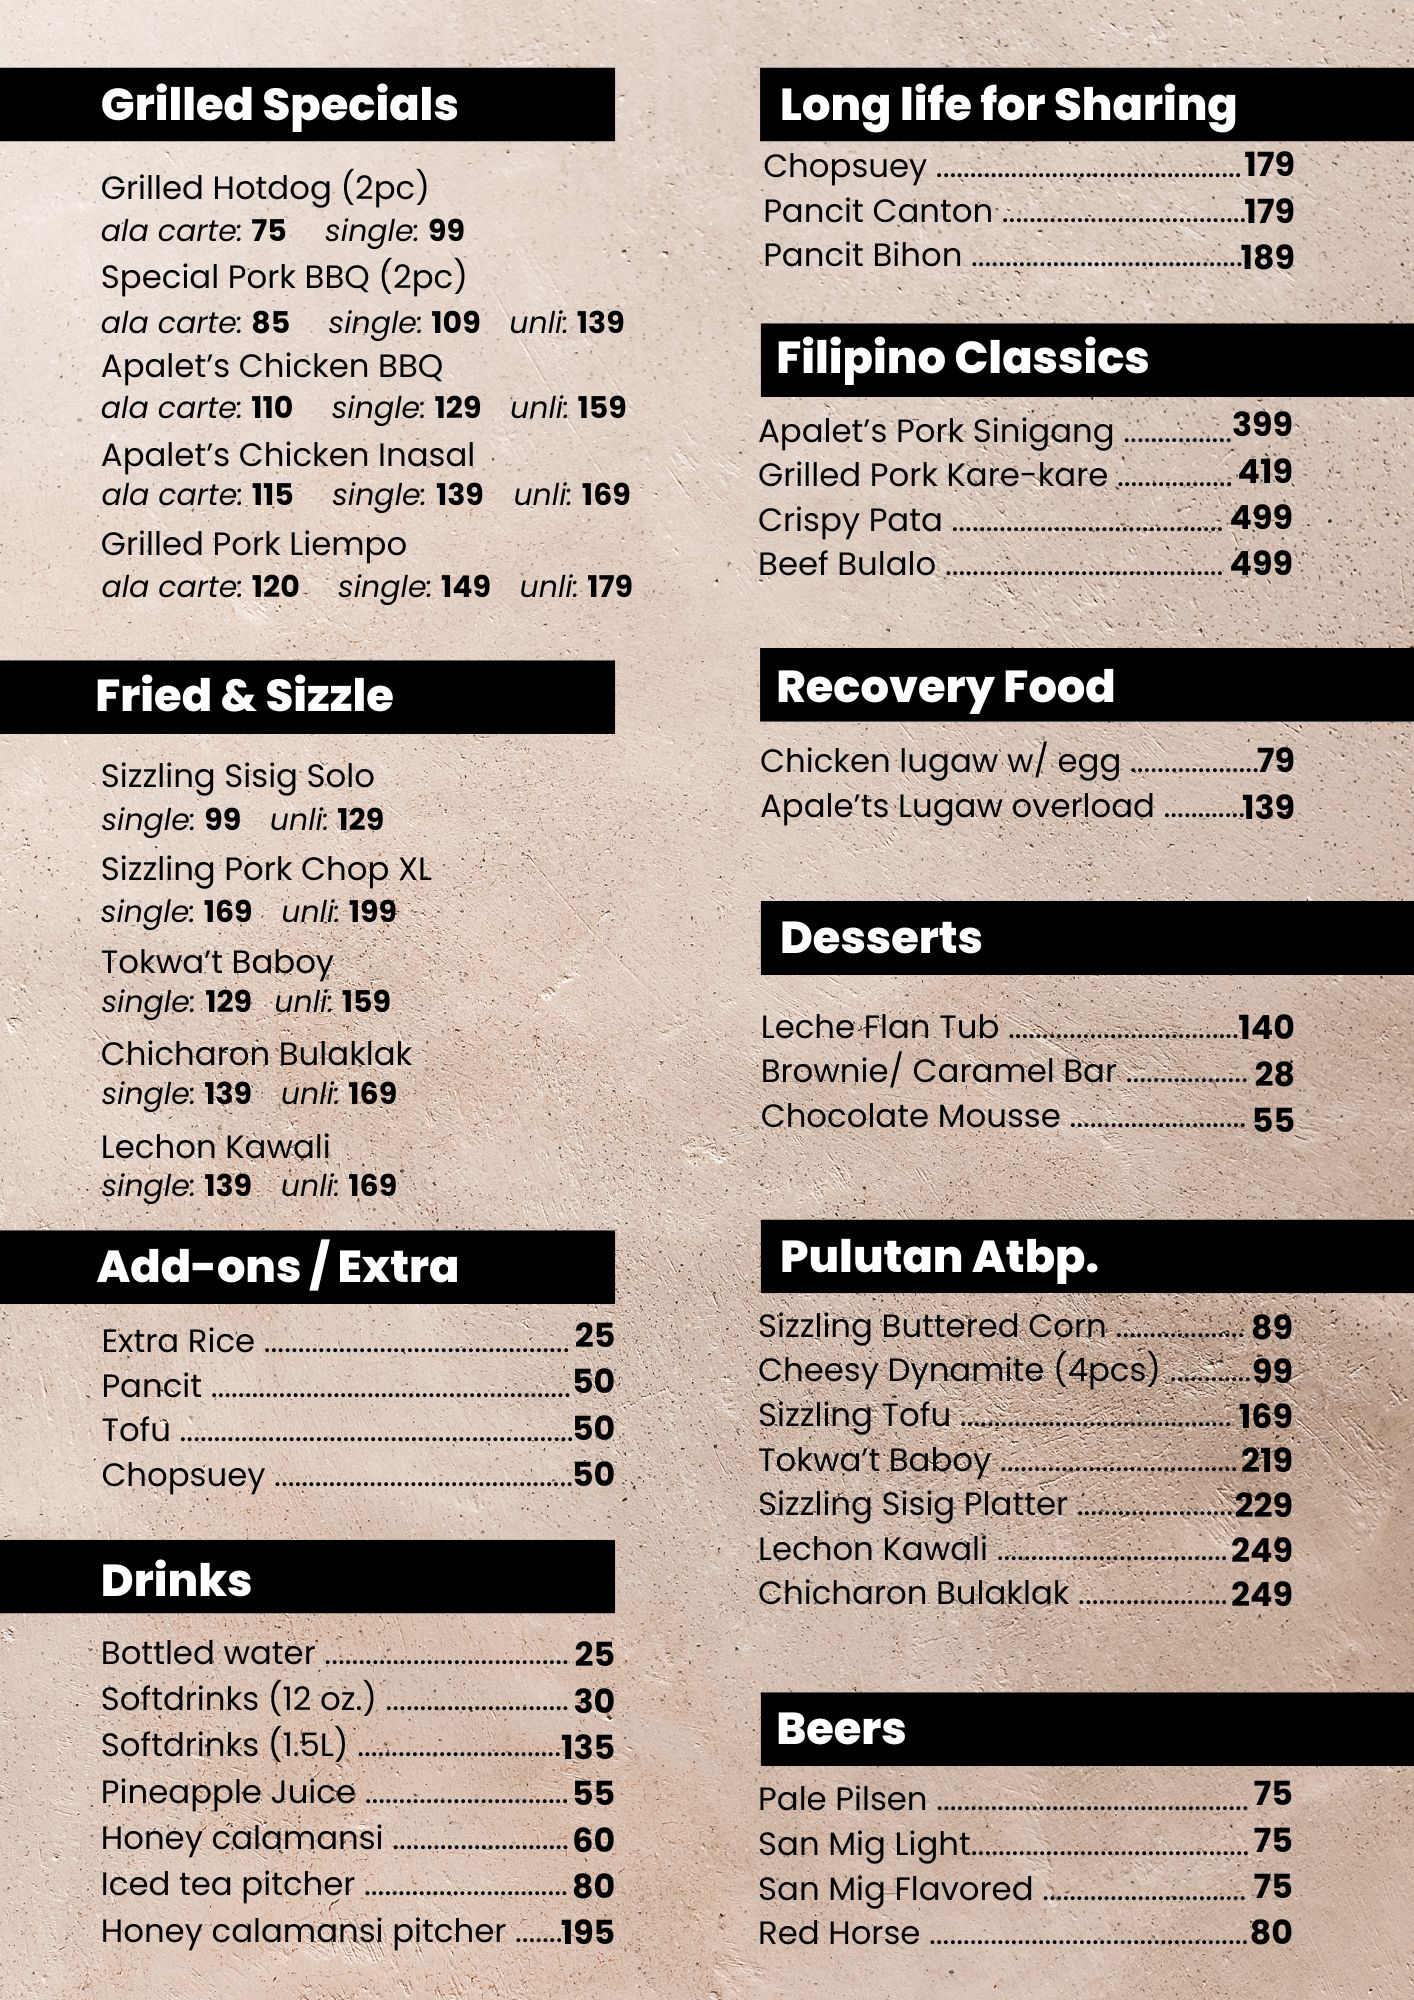 Grilled Specials
Grilled Hotdog (2pc)
ala carte: 75 single: 99
Special Pork BBQ (2pc)
ala carte: 85 single: 109 unli: 139
Apalet’s Chicken BBQ
ala carte: 110 single: 129 unli: 159
Apalet’s Chicken Inasal
ala carte: 115 single: 139 unli: 169
Grilled Pork Liempo
ala carte: 120 single: 149 unli: 179
Fried & Sizzle
Sizzling Sisig Solo
single: 99 unli: 129
Sizzling Pork Chop XL
single: 169 unli: 199
Tokwa’t Baboy
single: 129 unli: 159
Chicharon Bulaklak
single: 139 unli: 169
Lechon Kawali
single: 139 unli: 169
Add-ons / Extra
Extra Rice ........ 25
Pancit ........ 50
Tofu ........ 50
Chopsuey ........ 50
Drinks
Bottled water ........ 25
Softdrinks (12 oz.) ........ 30
Softdrinks (1.5L) ........ 135
Pineapple Juice ........ 55
Honey calamansi ........ 60
Iced tea pitcher ........ 80
Honey calamansi pitcher ........ 195
Long life for Sharing
Chopsuey ........ 179
Pancit Canton ........ 179
Pancit Bihon ........ 189
Filipino Classics
Apalet’s Pork Sinigang ........ 399
Grilled Pork Kare-kare ........ 419
Crispy Pata ........ 499
Beef Bulalo ........ 499
Recovery Food
Chicken lugaw w/ egg ........ 79
Apale’ts Lugaw overload ........ 139
Desserts
Leche Flan Tub ........ 140
Brownie/ Caramel Bar ........ 28
Chocolate Mousse ........ 55
Pulutan Atbp.
Sizzling Buttered Corn ........ 89
Cheesy Dynamite (4pcs) ........ 99
Sizzling Tofu ........ 169
Tokwa’t Baboy ........ 219
Sizzling Sisig Platter ........ 229
Lechon Kawali ........ 249
Chicharon Bulaklak ........ 249
Beers
Pale Pilsen ........ 75
San Mig Light ........ 75
San Mig Flavored ........ 75
Red Horse ........ 80